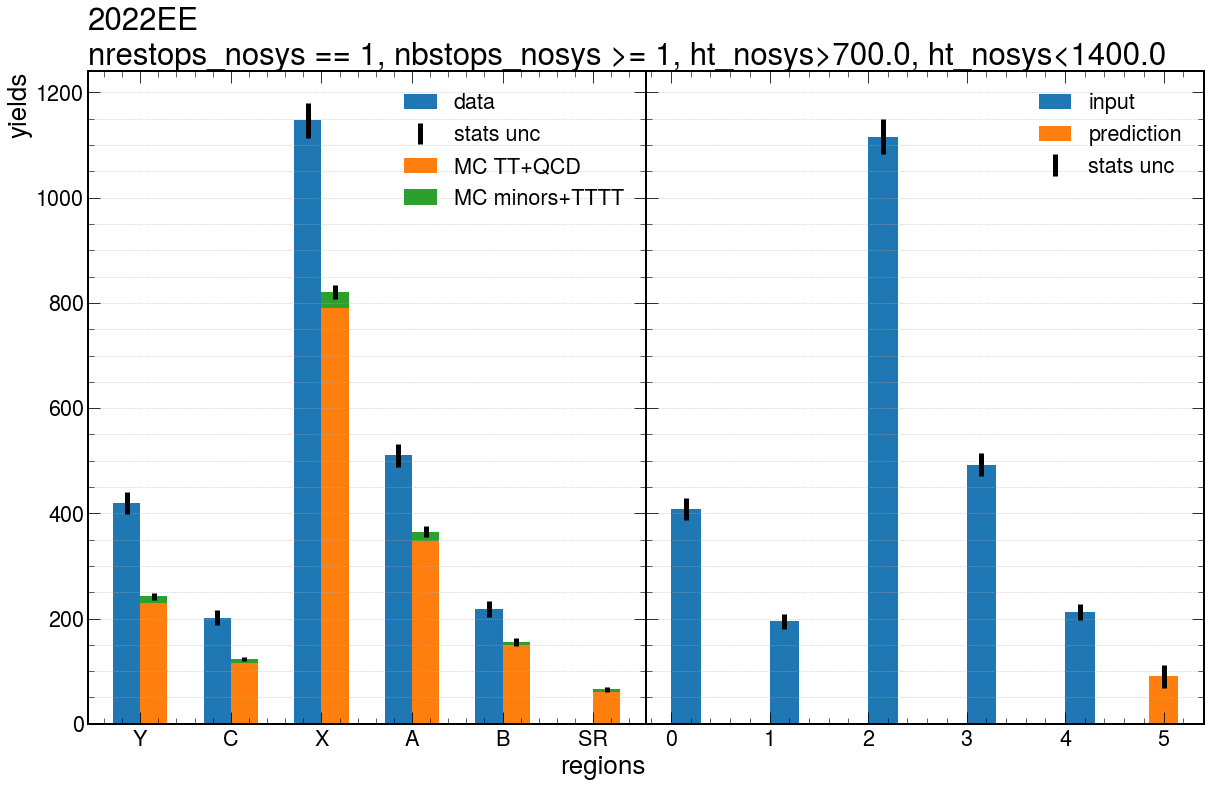 2022EE
nrestops_nosys == 1, nbstops_nosys >= 1, ht_nosys>700.0, ht_nosys<1400.0
yields
1200
1000
800
600
400
200
0
data
stats unc
MC TT+QCD
MC minors+TTTT
input
prediction
stats unc
Y C X A B SR 0 1 2 3 4 5
regions